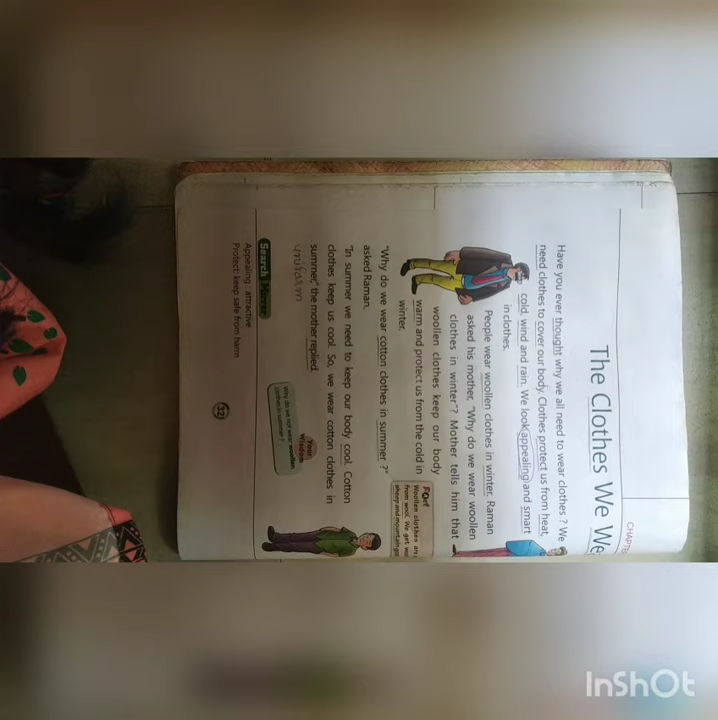 CHAPTE
The Clothes We We
Have you ever thought why we all need to wear clothes ? We
need clothes to cover our body. Clothes protect us from heat,
cold, wind and rain. We look appealing and smart
in clothes.
People wear woollen clothes in winter. Raman
asked his mother, "Why do we wear woollen
clothes in winter"? Mother tells him that
woollen clothes keep our body
warm and protect us from the cold in
winter.
Fact
Woollen clothes are
from wool. We get woo
sheep and mountain go
"Why do we wear cotton clothes in summer ?"
asked Raman.
"In summer we need to keep our body cool. Cotton
clothes keep us cool. So, we wear cotton clothes in
summer," the mother replied.
Your Wisdom
Why do we not wear woollen
clothes in summer ?
Search Mirror
Appealing : attractive
Protect: keep safe from harm
32
InShOt